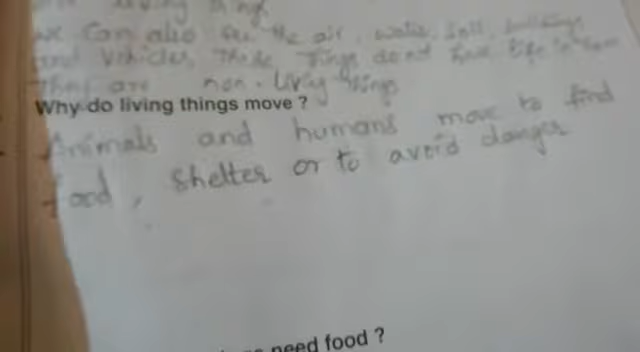 living thing
We can also see the air, water, soil, buildings
and vehicles, these things do not have life in them
They are non-living things
Why do living things move ?
Animals and humans move to find
food, shelter or to avoid danger
need food ?